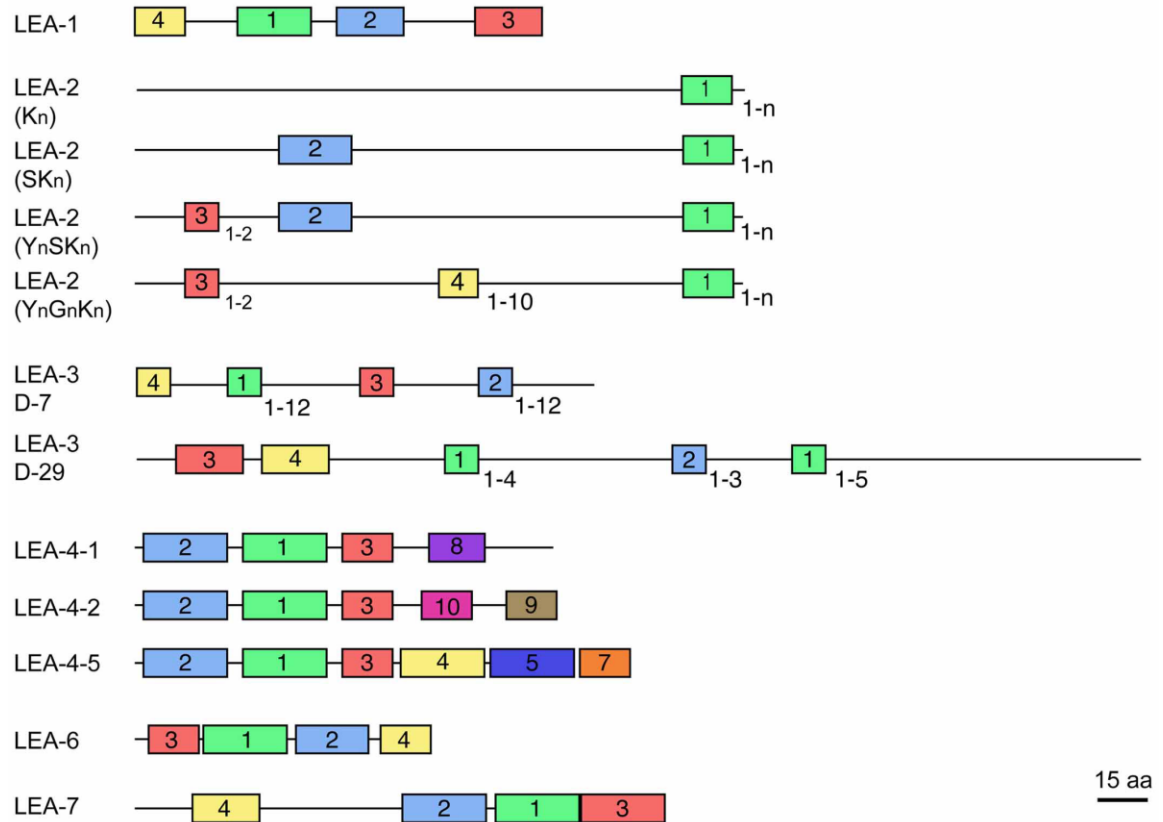 LEA-1 4 1 2 3
LEA-2 1
(Kn) 1-n
LEA-2 2 1
(SKn) 1-n
LEA-2 3 2 1
(YnSKn) 1-2 1-n
LEA-2 3 4 1
(YnGnKn) 1-2 1-10 1-n
LEA-3 4 1 3 2
D-7 1-12 1-12
LEA-3 3 4 1 2 1
D-29 1-4 1-3 1-5
LEA-4-1 2 1 3 8
LEA-4-2 2 1 3 10 9
LEA-4-5 2 1 3 4 5 7
LEA-6 3 1 2 4
15 aa
LEA-7 4 2 1 3